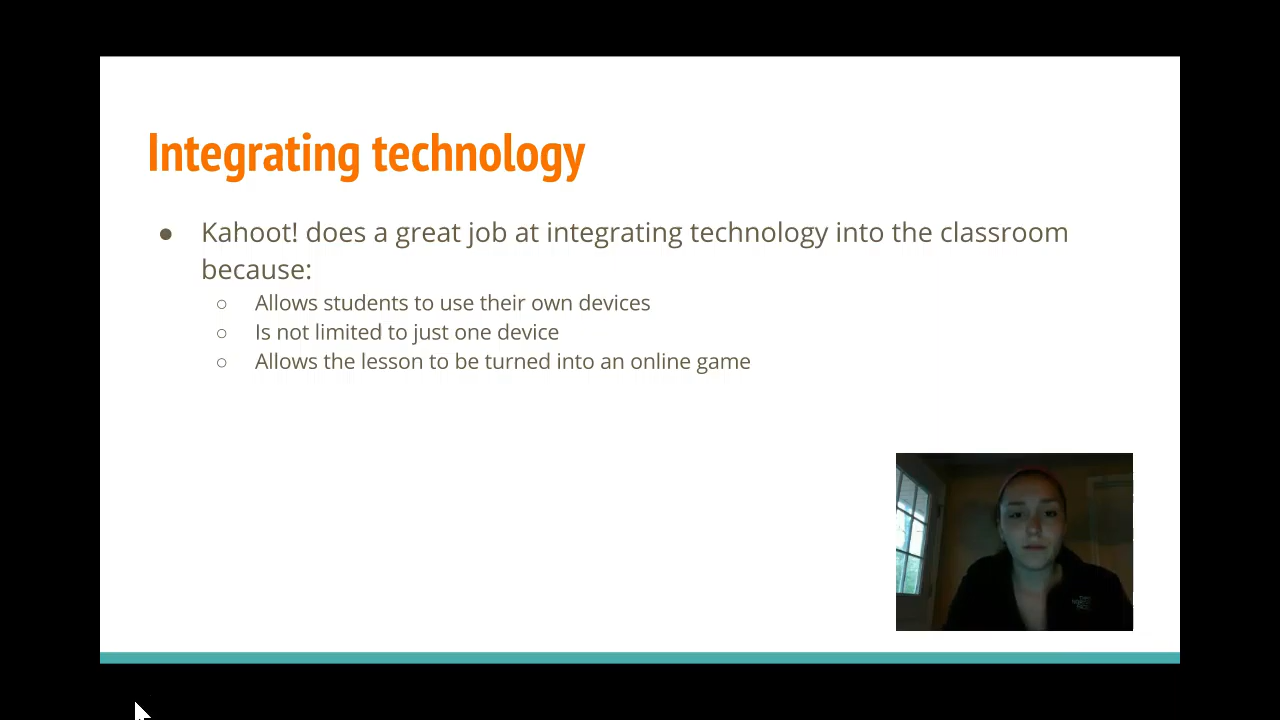 Integrating technology
● Kahoot! does a great job at integrating technology into the classroom
because:
○ Allows students to use their own devices
○ Is not limited to just one device
○ Allows the lesson to be turned into an online game